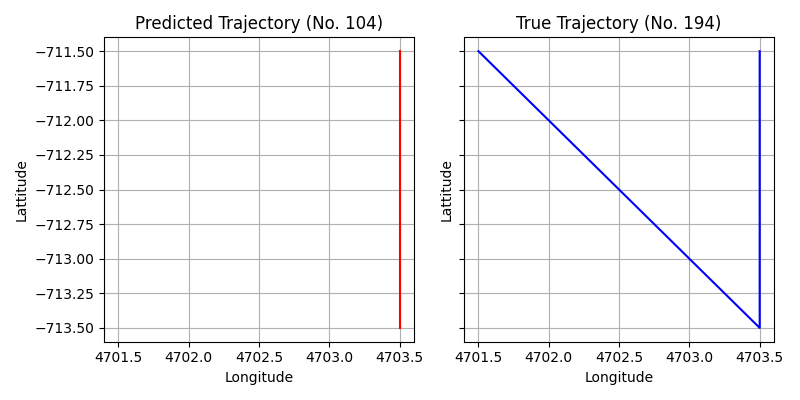 Predicted Trajectory (No. 104)
True Trajectory (No. 194)
−711.50
−711.75
−712.00
−712.25
−712.50
−712.75
−713.00
−713.25
−713.50
Lattitude
Lattitude
4701.5 4702.0 4702.5 4703.0 4703.5
4701.5 4702.0 4702.5 4703.0 4703.5
Longitude
Longitude